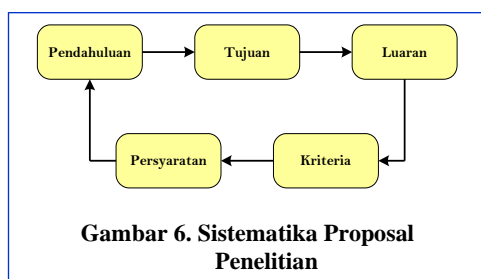 Pendahuluan
Tujuan
Luaran
Persyaratan
Kriteria
Gambar 6. Sistematika Proposal
Penelitian